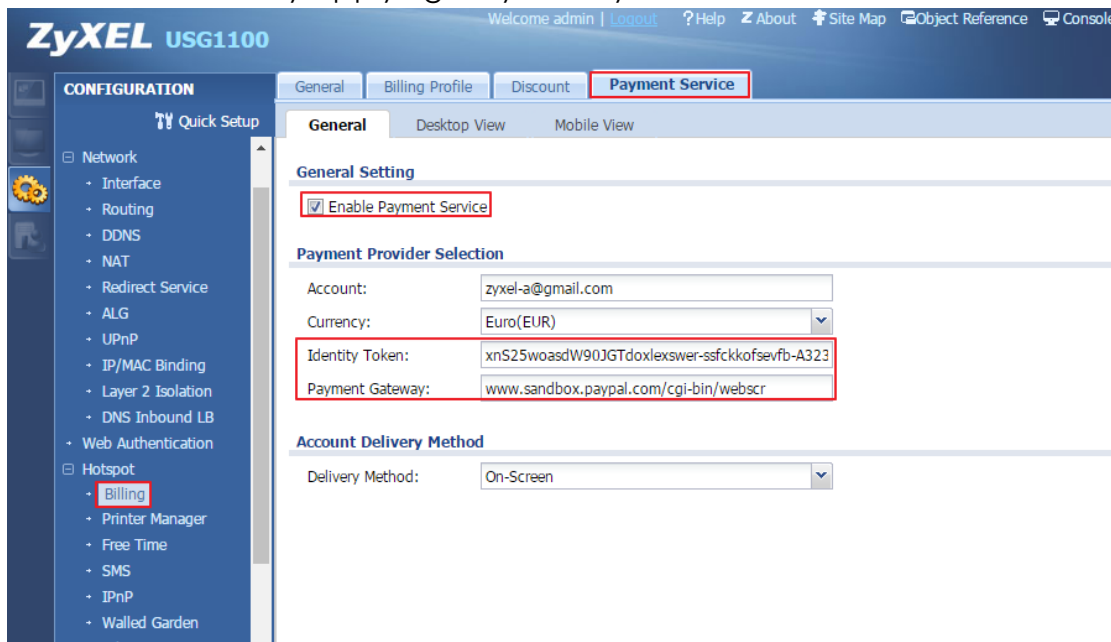 Welcome admin | Logout ?Help Z About Site Map Object Reference Console
ZyXEL USG1100
CONFIGURATION
Quick Setup
Network
Interface
Routing
DDNS
NAT
Redirect Service
ALG
UPnP
IP/MAC Binding
Layer 2 Isolation
DNS Inbound LB
Web Authentication
Hotspot
Billing
Printer Manager
Free Time
SMS
IPnP
Walled Garden
General Billing Profile Discount Payment Service
General Desktop View Mobile View
General Setting
Enable Payment Service
Payment Provider Selection
Account: zyxel-a@gmail.com
Currency: Euro(EUR)
Identity Token: xnS25woasdW90JGTdoxlexswer-ssfckkofsevfb-A323
Payment Gateway: www.sandbox.paypal.com/cgi-bin/webscr
Account Delivery Method
Delivery Method: On-Screen